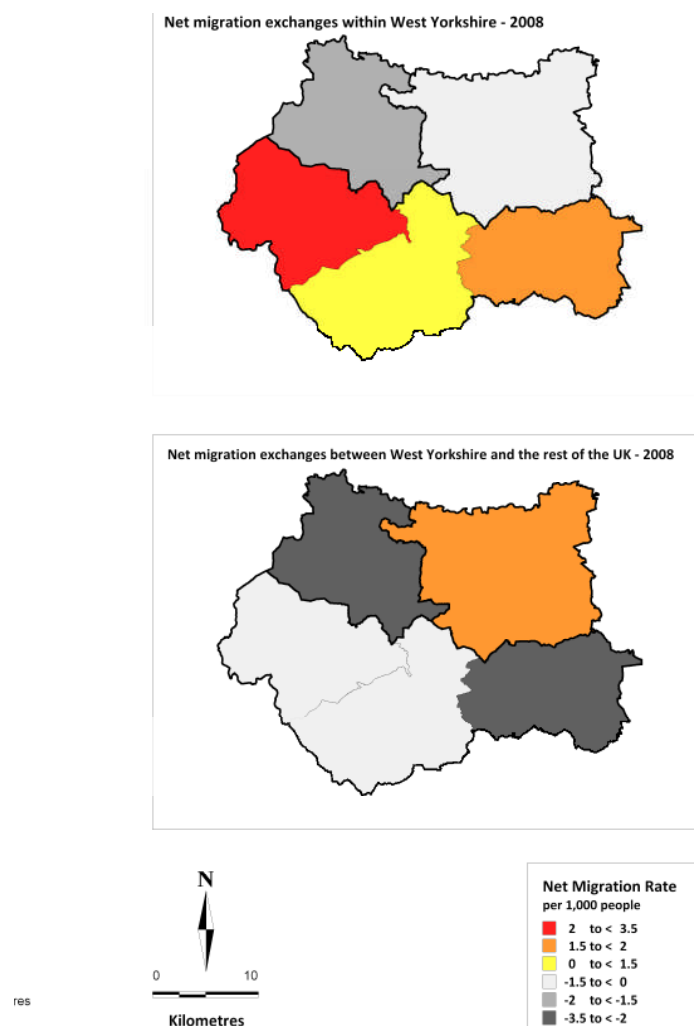 Net migration exchanges within West Yorkshire - 2008
Net migration exchanges between West Yorkshire and the rest of the UK - 2008
N
0 10
Kilometres
res
Net Migration Rate
per 1,000 people
2 to < 3.5
1.5 to < 2
0 to < 1.5
-1.5 to < 0
-2 to < -1.5
-3.5 to < -2